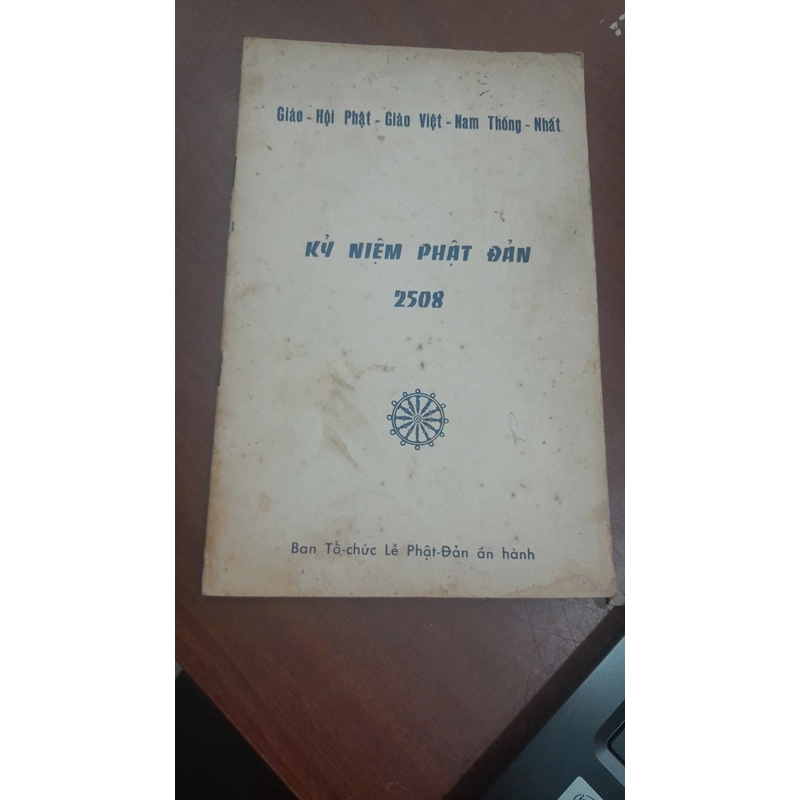 Giáo - Hội Phật - Giáo Việt - Nam Thống - Nhất
KỶ NIỆM PHẬT ĐẢN
2508
Ban Tổ-chức Lễ Phật-Đản ấn hành